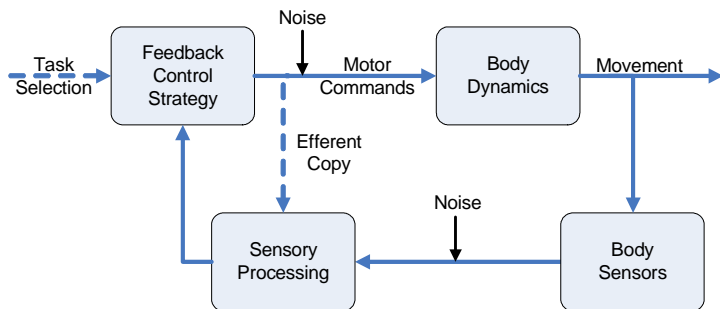 Noise
Task
Selection
Feedback
Control
Strategy
Motor
Commands
Body
Dynamics
Movement
Efferent
Copy
Noise
Sensory
Processing
Body
Sensors